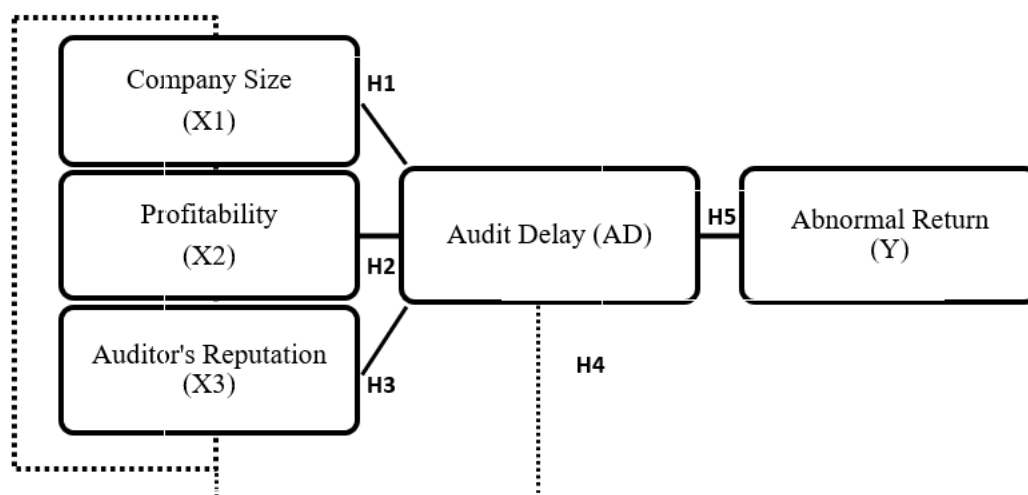 Company Size
(X1)
H1
Profitability
(X2)
H2
Auditor's Reputation
(X3)
H3
Audit Delay (AD)
H5
Abnormal Return
(Y)
H4